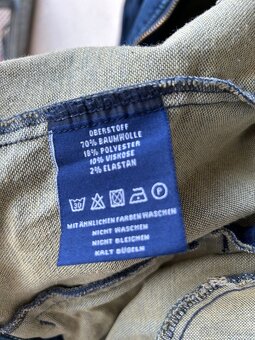 OBERSTOFF
70% BAUMWOLLE
18% POLYESTER
10% VISKOSE
2% ELASTAN
30 P
MIT ÄHNLICHEN FARBEN WASCHEN
NICHT WASCHEN
NICHT BLEICHEN
KALT BÜGELN